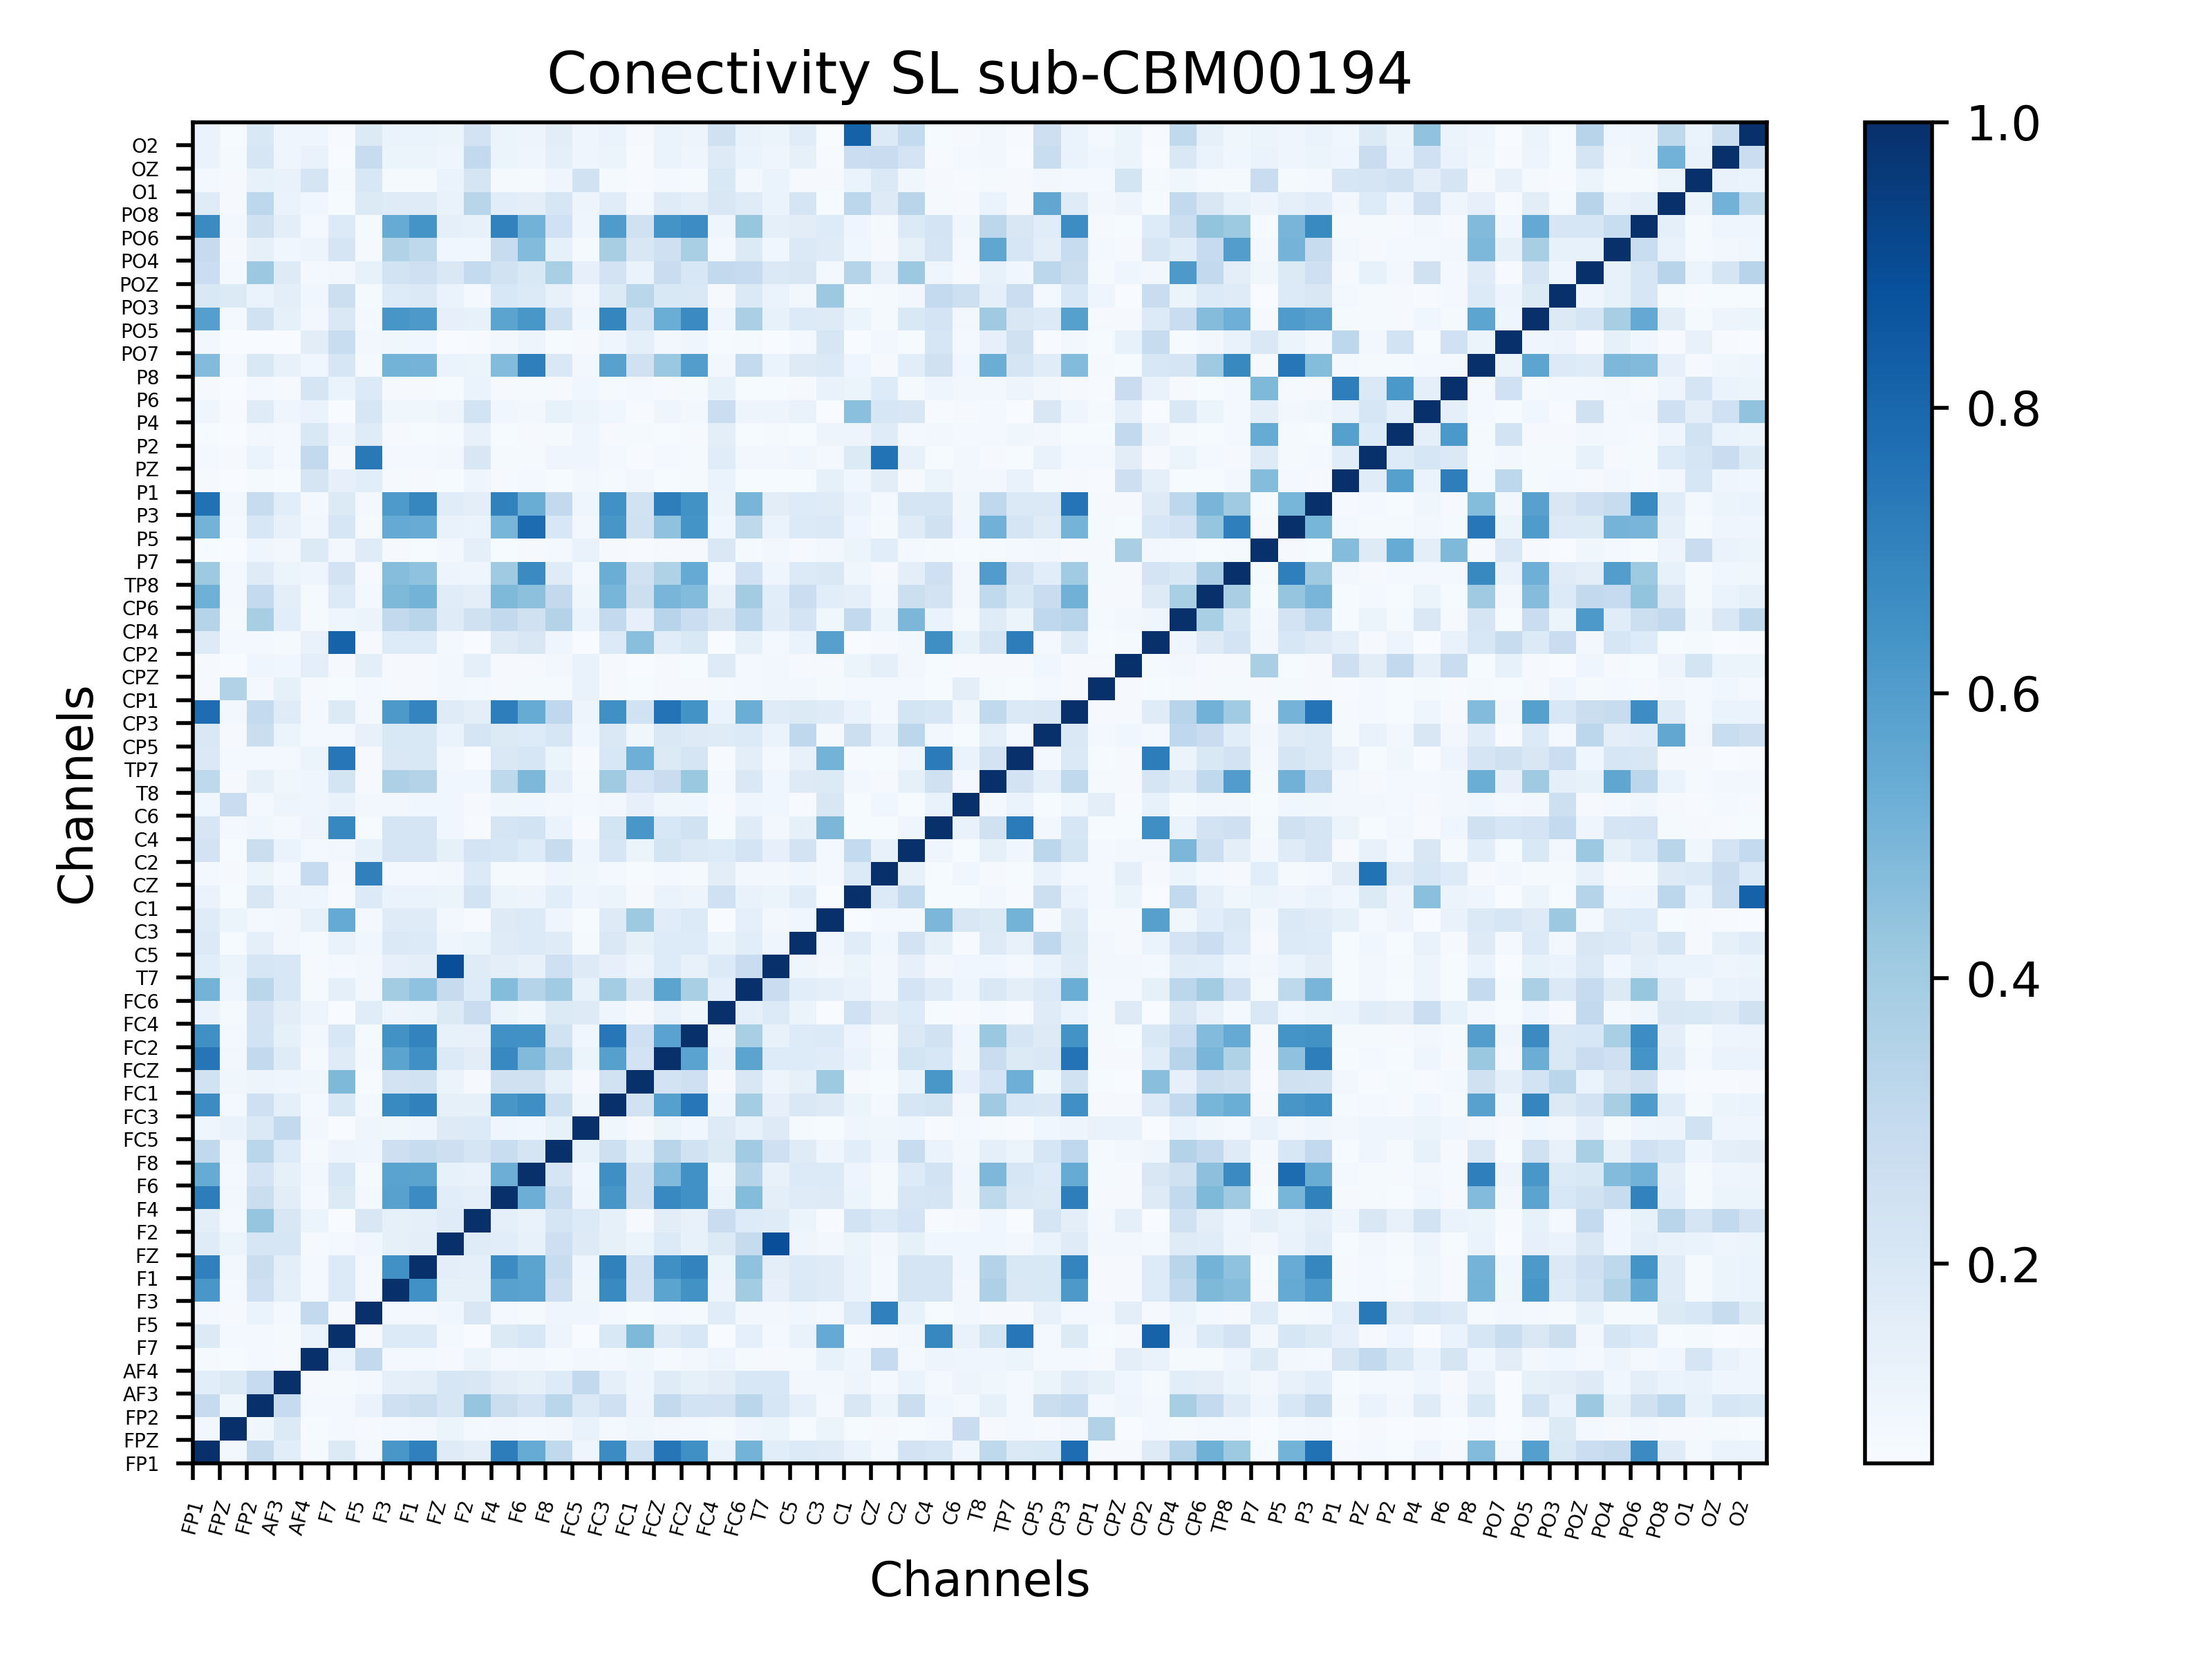 Conectivity SL sub-CBM00194
Channels
O2
OZ
O1
PO8
PO6
PO4
POZ
PO3
PO5
PO7
P8
P6
P4
P2
PZ
P1
P3
P5
P7
TP8
CP6
CP4
CP2
CPZ
CP1
CP3
CP5
TP7
T8
C6
C4
C2
CZ
C1
C3
C5
T7
FC6
FC4
FC2
FCZ
FC1
FC3
FC5
F8
F6
F4
F2
FZ
F1
F3
F5
F7
AF4
AF3
FP2
FPZ
FP1
FP1 FPZ FP2 AF3 AF4 F7 F5 F3 F1 FZ F2 F4 F6 F8 FC5 FC3 FC1 FCZ FC2 FC4 FC6 T7 C5 C3 C1 CZ C2 C4 C6 T8 TP7 CP5 CP3 CP1 CPZ CP2 CP4 CP6 TP8 P7 P5 P3 P1 PZ P2 P4 P6 P8 PO7 PO5 PO3 POZ PO4 PO6 PO8 O1 OZ O2
Channels
1.0
0.8
0.6
0.4
0.2